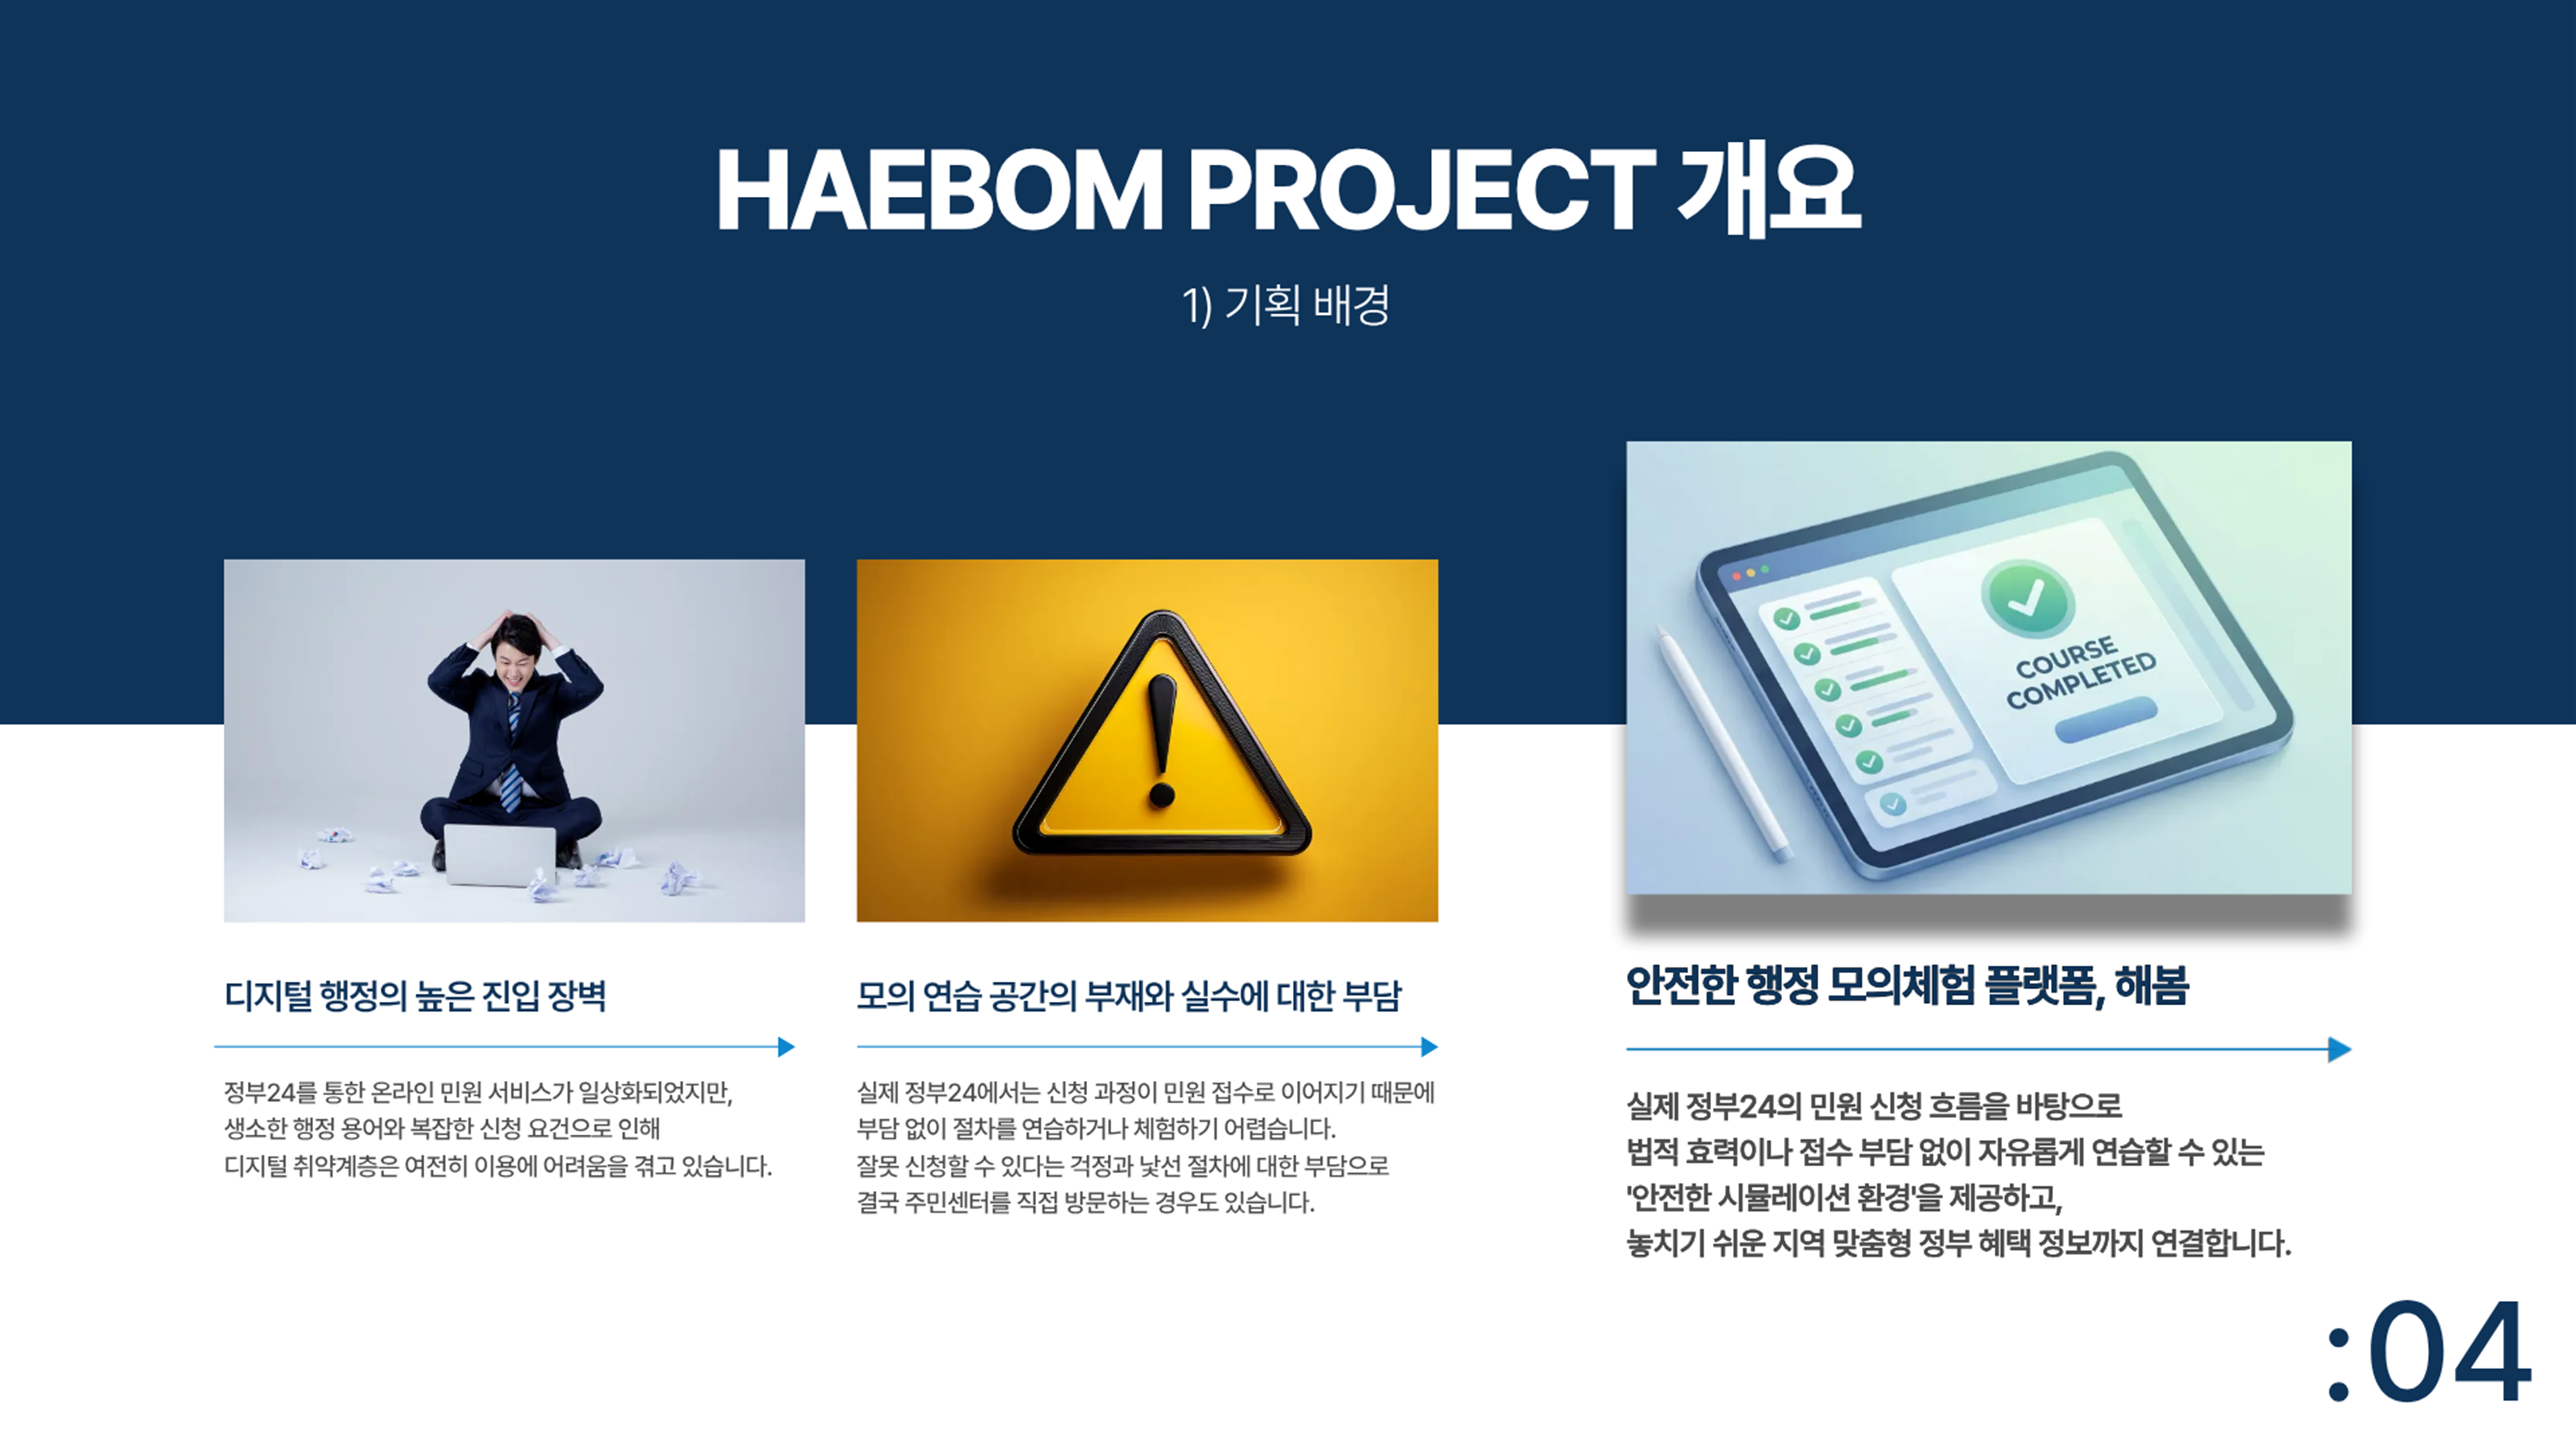 HAEBOM PROJECT 개요
1) 기획 배경
COURSE
COMPLETED
디지털 행정의 높은 진입 장벽
정부24를 통한 온라인 민원 서비스가 일상화되었지만,
생소한 행정 용어와 복잡한 신청 요건으로 인해
디지털 취약계층은 여전히 이용에 어려움을 겪고 있습니다.
모의 연습 공간의 부재와 실수에 대한 부담
실제 정부24에서는 신청 과정이 민원 접수로 이어지기 때문에
부담 없이 절차를 연습하거나 체험하기 어렵습니다.
잘못 신청할 수 있다는 걱정과 낯선 절차에 대한 부담으로
결국 주민센터를 직접 방문하는 경우도 있습니다.
안전한 행정 모의체험 플랫폼, 해봄
실제 정부24의 민원 신청 흐름을 바탕으로
법적 효력이나 접수 부담 없이 자유롭게 연습할 수 있는
'안전한 시뮬레이션 환경'을 제공하고,
놓치기 쉬운 지역 맞춤형 정부 혜택 정보까지 연결합니다.
:04